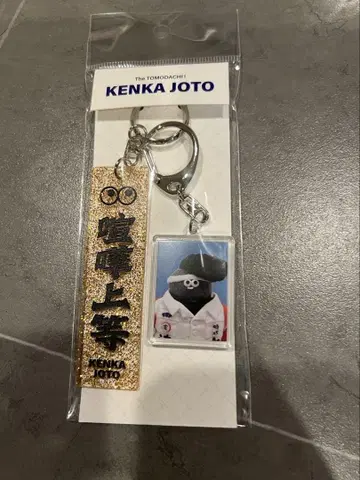 The TOMODACHI!
KENKA JOTO
喧嘩上等
KENKA
JOTO